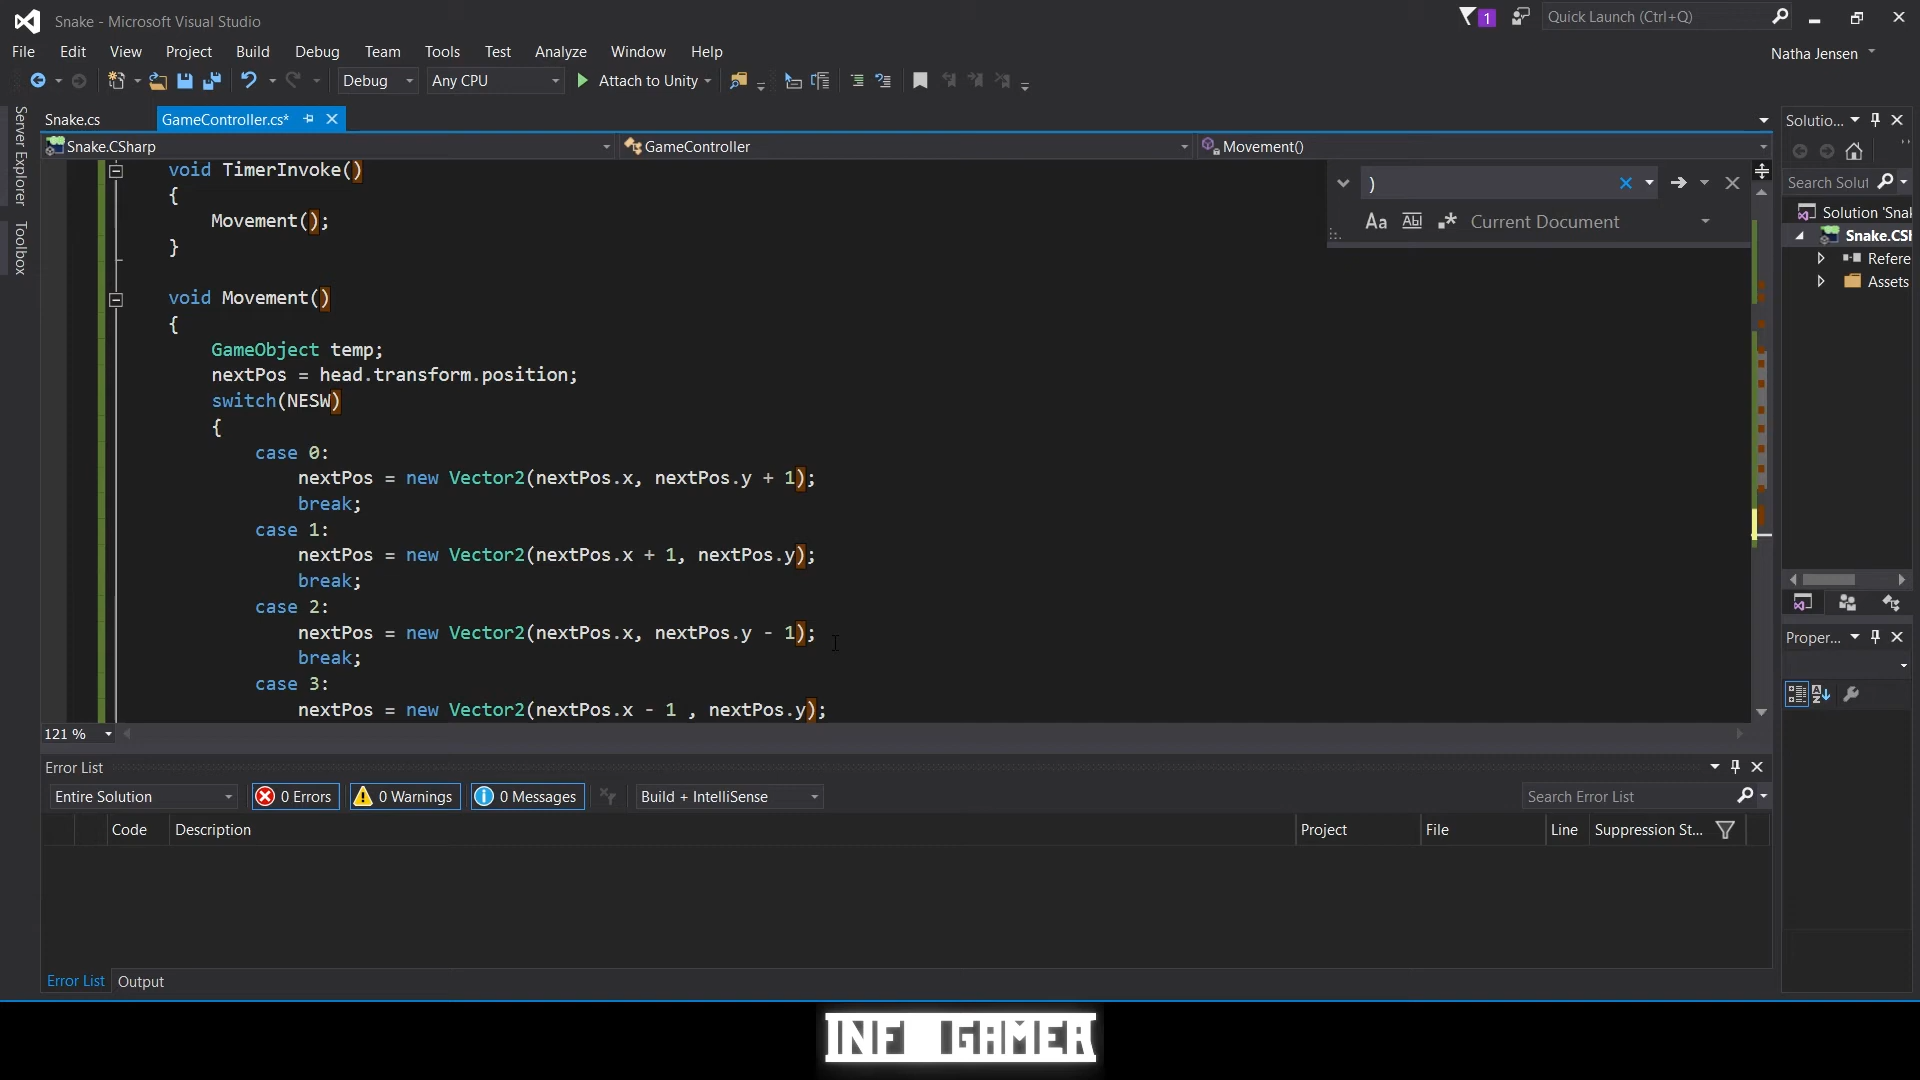 Snake - Microsoft Visual Studio
1
Quick Launch (Ctrl+Q)
File Edit View Project Build Debug Team Tools Test Analyze Window Help
Natha Jensen
Debug Any CPU Attach to Unity
Server Explorer
Toolbox
Snake.cs GameController.cs*
Snake.CSharp GameController Movement()
void TimerInvoke()
{
Movement();
}
void Movement()
{
GameObject temp;
nextPos = head.transform.position;
switch(NESW)
{
case 0:
nextPos = new Vector2(nextPos.x, nextPos.y + 1);
break;
case 1:
nextPos = new Vector2(nextPos.x + 1, nextPos.y);
break;
case 2:
nextPos = new Vector2(nextPos.x, nextPos.y - 1);
break;
case 3:
nextPos = new Vector2(nextPos.x - 1 , nextPos.y);
)
Aa Abl Current Document
Solutio...
Search Solut
Solution 'Snal
Snake.CSH
Refere
Assets
Proper...
121 %
Error List
Entire Solution 0 Errors 0 Warnings 0 Messages Build + IntelliSense Search Error List
Code Description Project File Line Suppression St...
Error List Output
INF GAMER